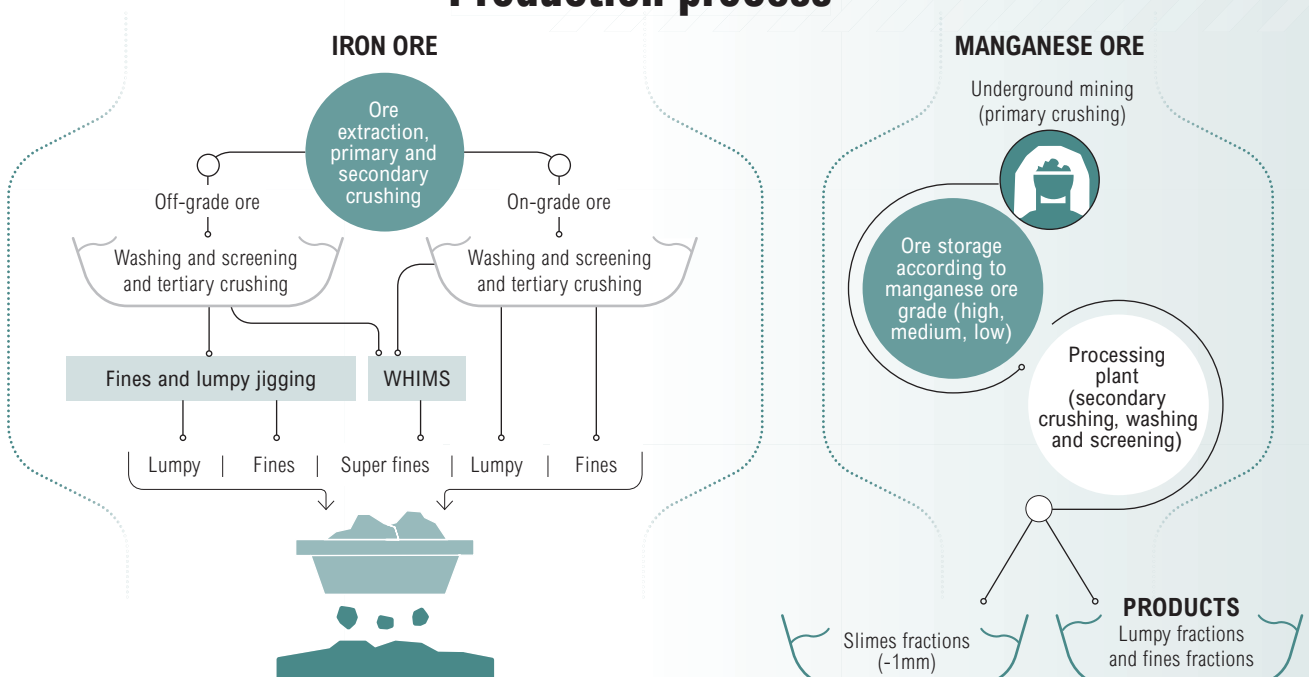 Production process
IRON ORE
Ore
extraction,
primary and
secondary
crushing
Off-grade ore
On-grade ore
Washing and screening
and tertiary crushing
Washing and screening
and tertiary crushing
Fines and lumpy jigging
WHIMS
Lumpy | Fines | Super fines | Lumpy | Fines
MANGANESE ORE
Underground mining
(primary crushing)
Ore storage
according to
manganese ore
grade (high,
medium, low)
Processing
plant
(secondary
crushing, washing
and screening)
Slimes fractions
(-1mm)
PRODUCTS
Lumpy fractions
and fines fractions